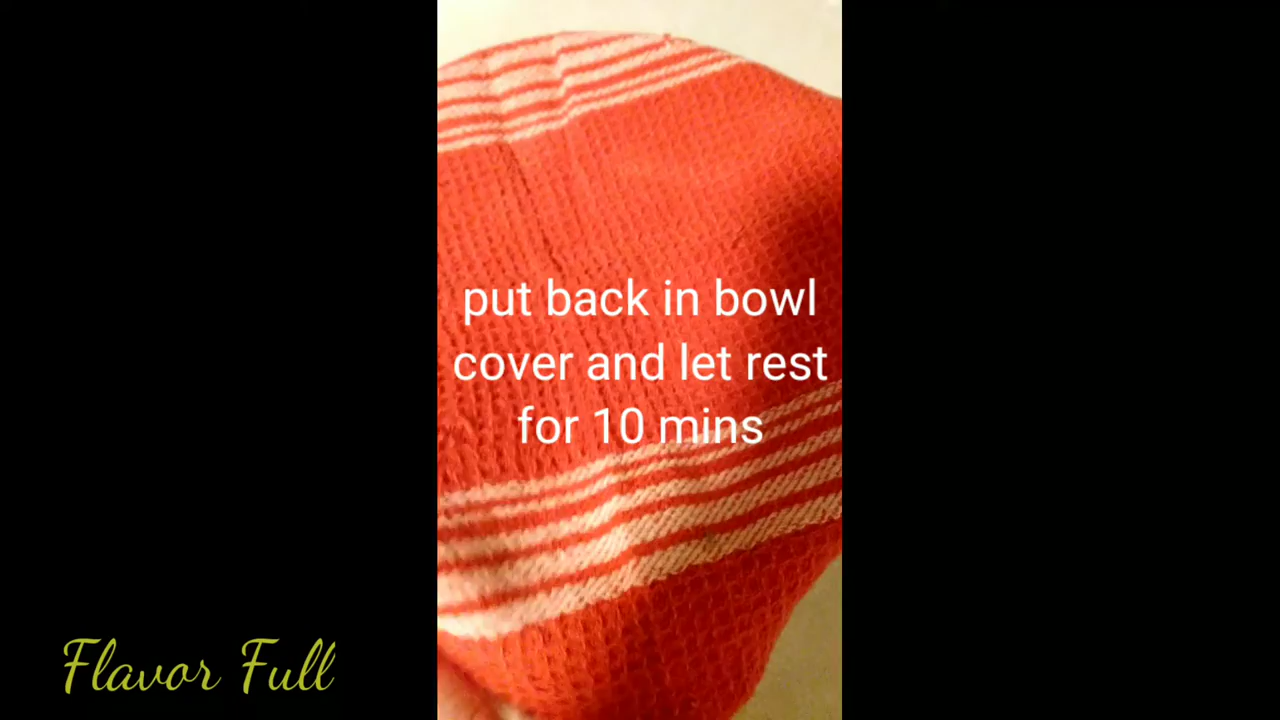 put back in bowl
cover and let rest
for 10 mins
Flavor Full